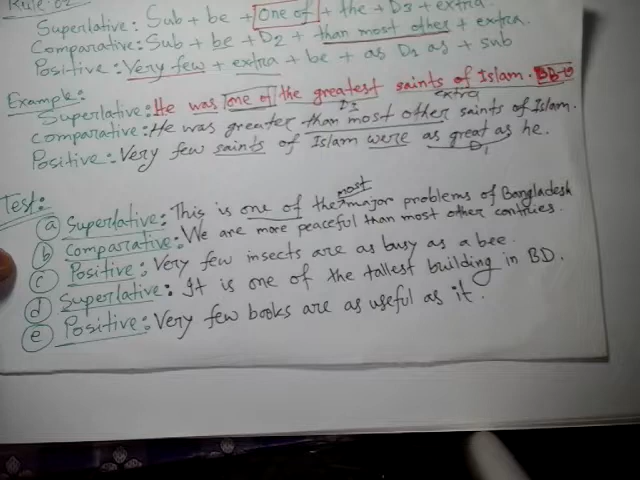 Rule: 02
Superlative: Sub + be + One of + the + D3 + extra.
Comparative: Sub + be + D2 + than most other + extra.
Positive: Very few + extra + be + as D1 as + sub
Example:
Superlative: He was one of the greatest saints of Islam.
D3 extra
Comparative: He was greater than most other saints of Islam.
Positive: Very few saints of Islam were as great as he.
D1
Test:
most
(a) Superlative: This is one of the major problems of Bangladesh
(b) Comparative: We are more peaceful than most other contries.
(c) Positive: Very few insects are as busy as a bee.
(d) Superlative: It is one of the tallest building in BD.
(e) Positive: Very few books are as useful as it.